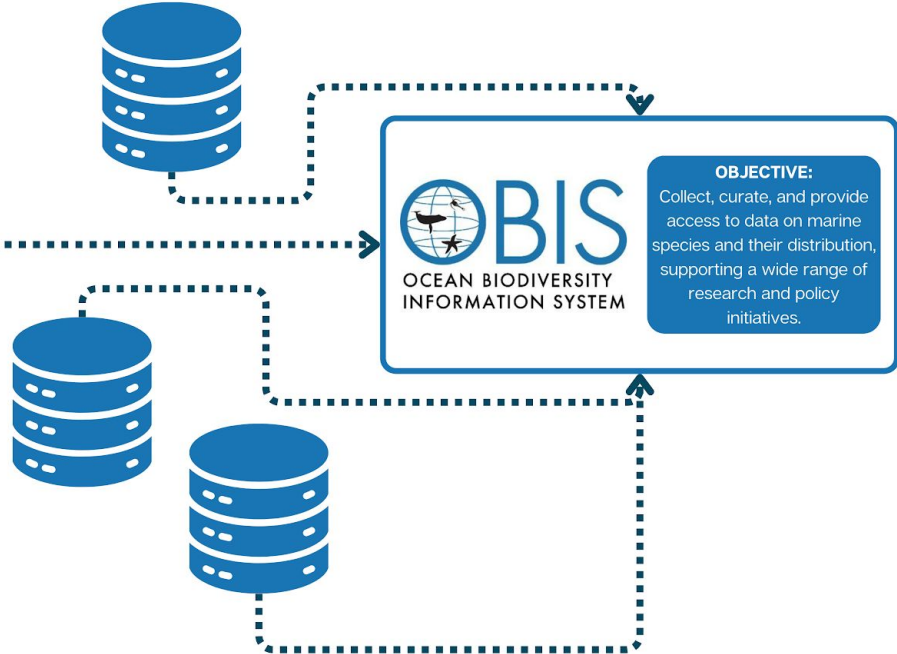 OBIS
OCEAN BIODIVERSITY
INFORMATION SYSTEM
OBJECTIVE:
Collect, curate, and provide
access to data on marine
species and their distribution,
supporting a wide range of
research and policy
initiatives.